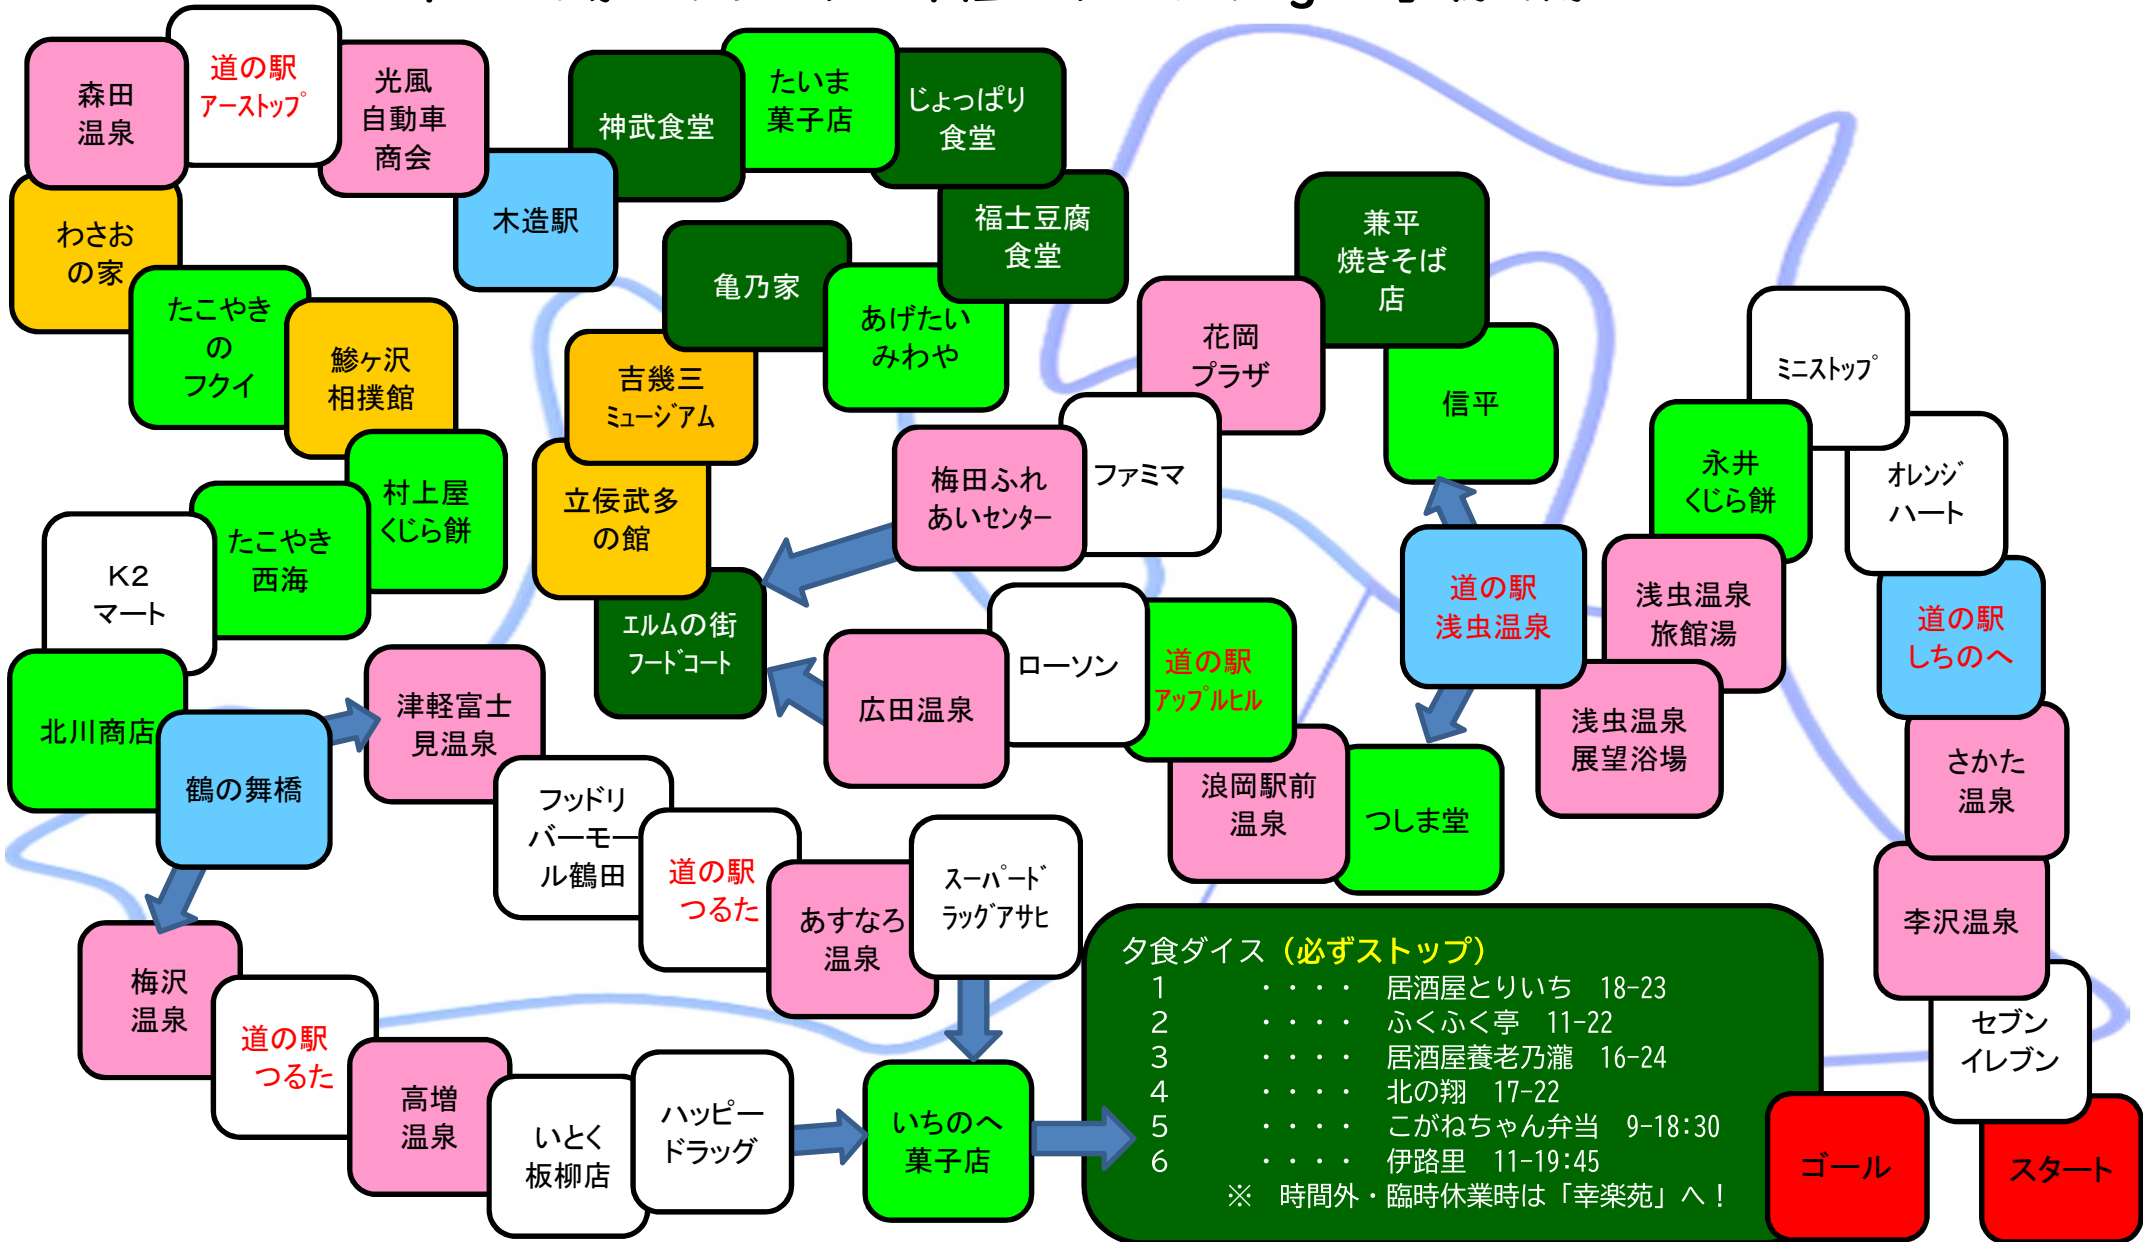 森田
温泉
道の駅
アーストップ
光風
自動車
商会
木造駅
神武食堂
たいま
菓子店
じょっぱり
食堂
福士豆腐
食堂
亀乃家
あげたい
みわや
吉幾三
ミュージアム
立佞武多
の館
エルムの街
フードコート
わさお
の家
たこやき
の
フクイ
鰺ヶ沢
相撲館
村上屋
くじら餅
たこやき
西海
K2
マート
北川商店
鶴の舞橋
津軽富士
見温泉
フッドリ
バーモー
ル鶴田
道の駅
つるた
あすなろ
温泉
スーパード
ラッグアサヒ
梅沢
温泉
道の駅
つるた
高増
温泉
いとく
板柳店
ハッピー
ドラッグ
いちのへ
菓子店
兼平
焼きそば
店
花岡
プラザ
ファミマ
梅田ふれ
あいセンター
信平
広田温泉
ローソン
道の駅
アップルヒル
浪岡駅前
温泉
つしま堂
道の駅
浅虫温泉
浅虫温泉
旅館湯
浅虫温泉
展望浴場
永井
くじら餅
ミニストップ
オレンジ
ハート
道の駅
しちのへ
さかた
温泉
李沢温泉
セブン
イレブン
スタート
ゴール
夕食ダイス（必ずストップ）
1 ・・・・ 居酒屋とりいち 18-23
2 ・・・・ ふくふく亭 11-22
3 ・・・・ 居酒屋養老乃瀧 16-24
4 ・・・・ 北の翔 17-22
5 ・・・・ こがねちゃん弁当 9-18:30
6 ・・・・ 伊路里 11-19:45
※ 時間外・臨時休業時は「幸楽苑」へ！